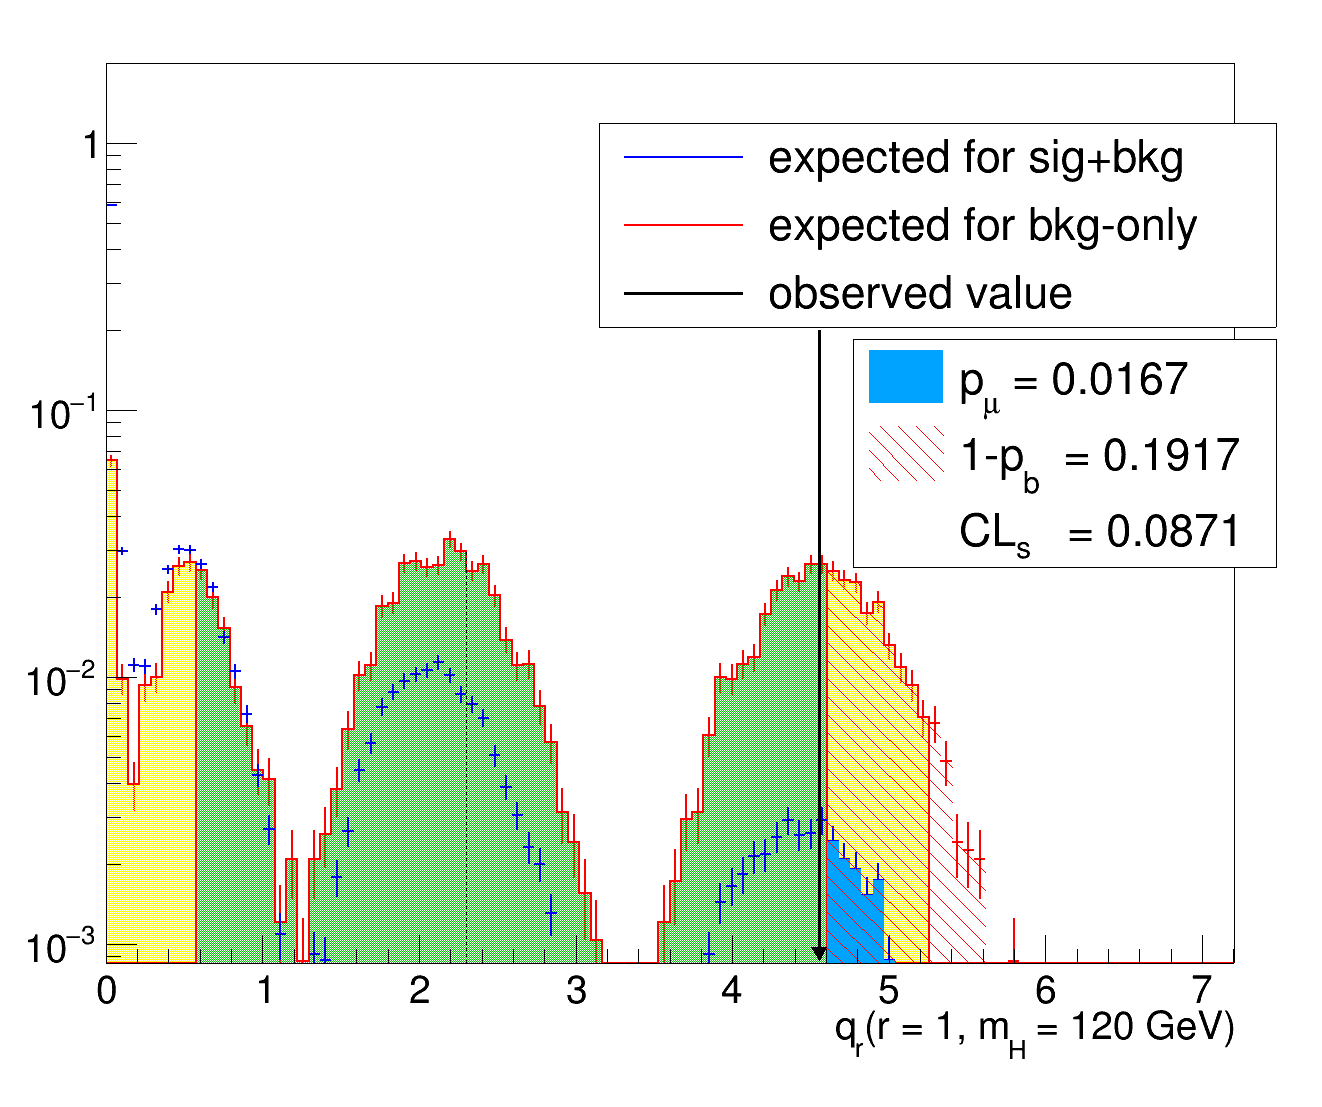 expected for sig+bkg
expected for bkg-only
observed value
pμ = 0.0167
1-pb = 0.1917
CLs = 0.0871
1
10−1
10−2
10−3
0 1 2 3 4 5 6 7
qr(r = 1, mH = 120 GeV)